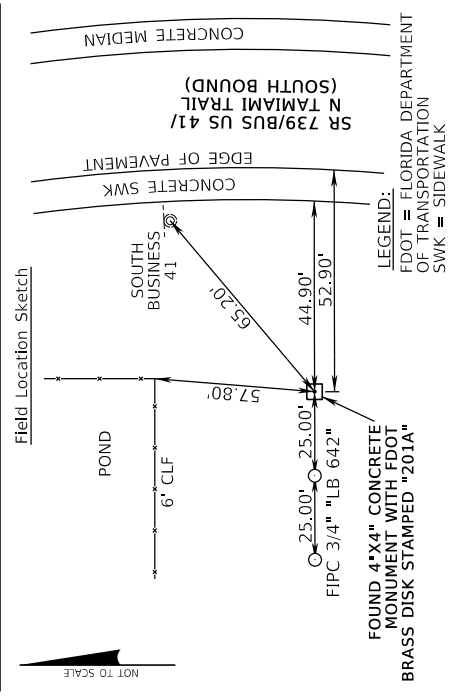 Field Location Sketch
CONCRETE MEDIAN
SR 739/BUS US 41/
N TAMIAMI TRAIL
(SOUTH BOUND)
EDGE OF PAVEMENT
CONCRETE SWK
SOUTH
BUSINESS
41
65.20'
44.90'
52.90'
57.80'
POND
6' CLF
25.00'
25.00'
FIPC 3/4" "LB 642"
FOUND 4"X4" CONCRETE
MONUMENT WITH FDOT
BRASS DISK STAMPED "201A"
LEGEND:
FDOT = FLORIDA DEPARTMENT
OF TRANSPORTATION
SWK = SIDEWALK
NOT TO SCALE